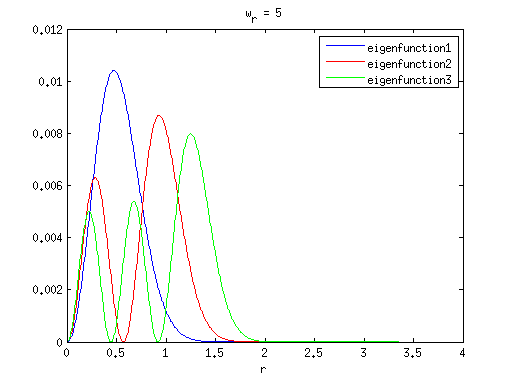 ω_r = 5
0.012
0.01
0.008
0.006
0.004
0.002
0
eigenfunction1
eigenfunction2
eigenfunction3
0 0.5 1 1.5 2 2.5 3 3.5 4
r